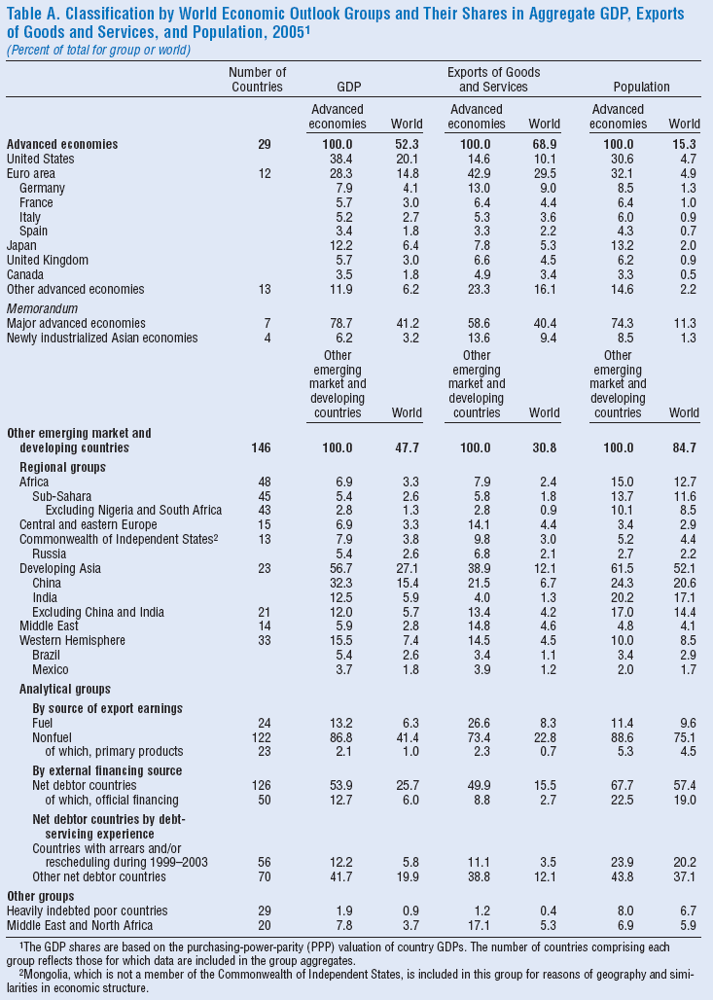 Table A. Classification by World Economic Outlook Groups and Their Shares in Aggregate GDP, Exports
of Goods and Services, and Population, 2005¹
(Percent of total for group or world)
Number of Exports of Goods
Countries GDP and Services Population
Advanced Advanced Advanced
economies World economies World economies World
Advanced economies 29 100.0 52.3 100.0 68.9 100.0 15.3
United States 38.4 20.1 14.6 10.1 30.6 4.7
Euro area 12 28.3 14.8 42.9 29.5 32.1 4.9
Germany 7.9 4.1 13.0 9.0 8.5 1.3
France 5.7 3.0 6.4 4.4 6.4 1.0
Italy 5.2 2.7 5.3 3.6 6.0 0.9
Spain 3.4 1.8 3.3 2.2 4.3 0.7
Japan 12.2 6.4 7.8 5.3 13.2 2.0
United Kingdom 5.7 3.0 6.6 4.5 6.2 0.9
Canada 3.5 1.8 4.9 3.4 3.3 0.5
Other advanced economies 13 11.9 6.2 23.3 16.1 14.6 2.2
Memorandum
Major advanced economies 7 78.7 41.2 58.6 40.4 74.3 11.3
Newly industrialized Asian economies 4 6.2 3.2 13.6 9.4 8.5 1.3
Other Other Other
emerging emerging emerging
market and market and market and
developing developing developing
countries World countries World countries World
Other emerging market and
developing countries 146 100.0 47.7 100.0 30.8 100.0 84.7
Regional groups
Africa 48 6.9 3.3 7.9 2.4 15.0 12.7
Sub-Sahara 45 5.4 2.6 5.8 1.8 13.7 11.6
Excluding Nigeria and South Africa 43 2.8 1.3 2.8 0.9 10.1 8.5
Central and eastern Europe 15 6.9 3.3 14.1 4.4 3.4 2.9
Commonwealth of Independent States² 13 7.9 3.8 9.8 3.0 5.2 4.4
Russia 5.4 2.6 6.8 2.1 2.7 2.2
Developing Asia 23 56.7 27.1 38.9 12.1 61.5 52.1
China 32.3 15.4 21.5 6.7 24.3 20.6
India 12.5 5.9 4.0 1.3 20.2 17.1
Excluding China and India 21 12.0 5.7 13.4 4.2 17.0 14.4
Middle East 14 5.9 2.8 14.8 4.6 4.8 4.1
Western Hemisphere 33 15.5 7.4 14.5 4.5 10.0 8.5
Brazil 5.4 2.6 3.4 1.1 3.4 2.9
Mexico 3.7 1.8 3.9 1.2 2.0 1.7
Analytical groups
By source of export earnings
Fuel 24 13.2 6.3 26.6 8.3 11.4 9.6
Nonfuel 122 86.8 41.4 73.4 22.8 88.6 75.1
of which, primary products 23 2.1 1.0 2.3 0.7 5.3 4.5
By external financing source
Net debtor countries 126 53.9 25.7 49.9 15.5 67.7 57.4
of which, official financing 50 12.7 6.0 8.8 2.7 22.5 19.0
Net debtor countries by debt-
servicing experience
Countries with arrears and/or
rescheduling during 1999–2003 56 12.2 5.8 11.1 3.5 23.9 20.2
Other net debtor countries 70 41.7 19.9 38.8 12.1 43.8 37.1
Other groups
Heavily indebted poor countries 29 1.9 0.9 1.2 0.4 8.0 6.7
Middle East and North Africa 20 7.8 3.7 17.1 5.3 6.9 5.9
¹The GDP shares are based on the purchasing-power-parity (PPP) valuation of country GDPs. The number of countries comprising each
group reflects those for which data are included in the group aggregates.
²Mongolia, which is not a member of the Commonwealth of Independent States, is included in this group for reasons of geography and simi-
larities in economic structure.